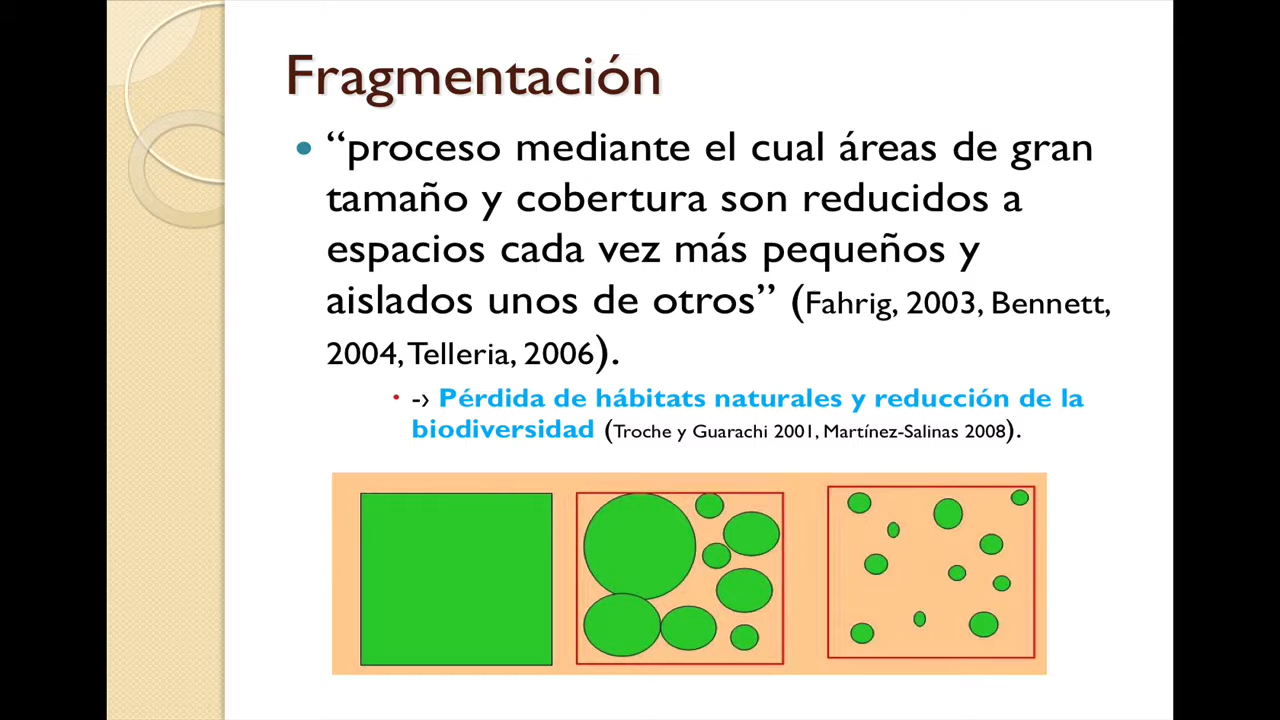 Fragmentación
• “proceso mediante el cual áreas de gran
tamaño y cobertura son reducidos a
espacios cada vez más pequeños y
aislados unos de otros” (Fahrig, 2003, Bennett,
2004, Telleria, 2006).
• -› Pérdida de hábitats naturales y reducción de la
biodiversidad (Troche y Guarachi 2001, Martínez-Salinas 2008).